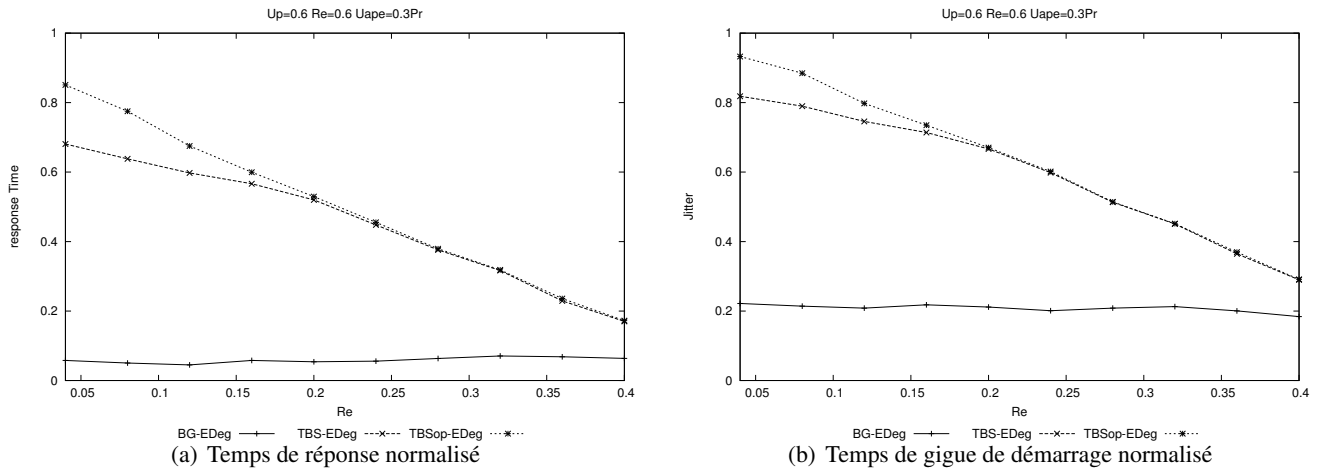 Up=0.6 Re=0.6 Uape=0.3Pr
1
0.8
0.6
0.4
0.2
0
response Time
0.05 0.1 0.15 0.2 0.25 0.3 0.35 0.4
Re
BG-EDeg TBS-EDeg TBSop-EDeg
(a) Temps de réponse normalisé
Up=0.6 Re=0.6 Uape=0.3Pr
1
0.8
0.6
0.4
0.2
0
Jitter
0.05 0.1 0.15 0.2 0.25 0.3 0.35 0.4
Re
BG-EDeg TBS-EDeg TBSop-EDeg
(b) Temps de gigue de démarrage normalisé